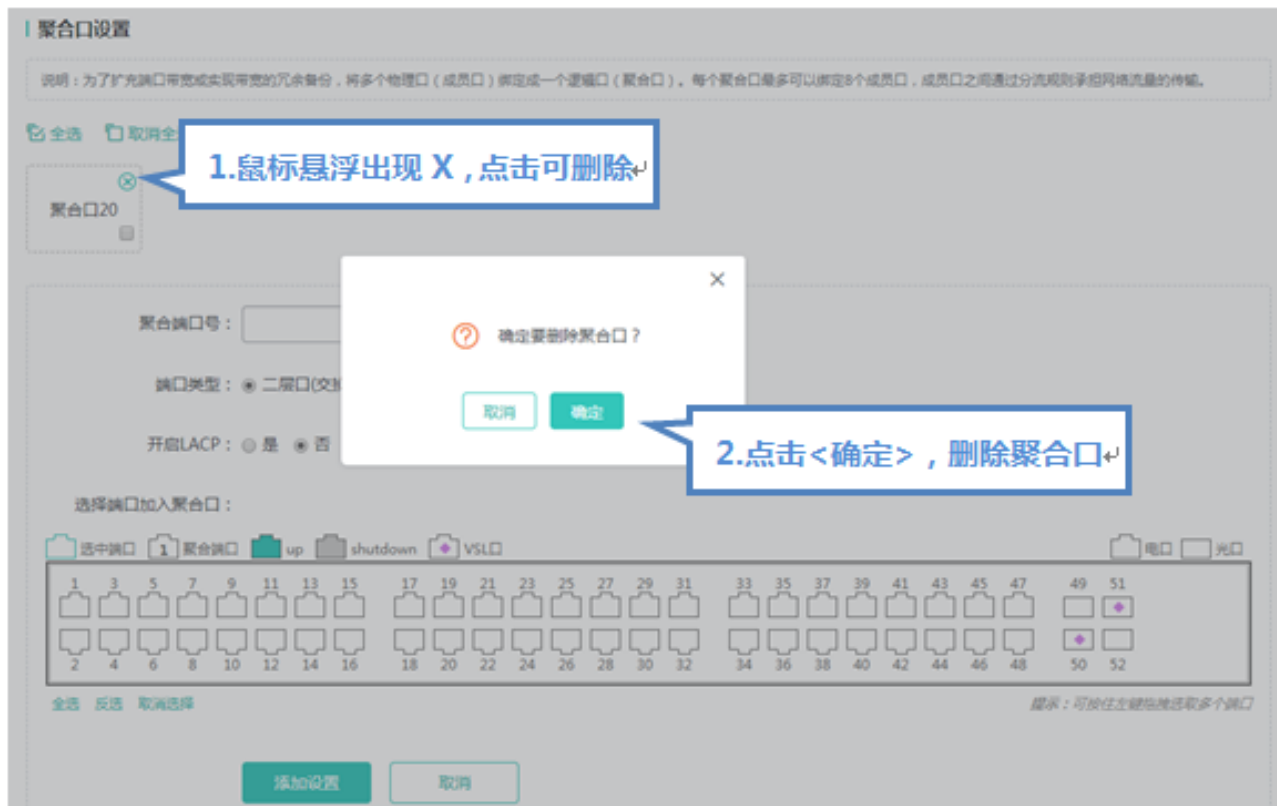 聚合口设置
说明：为了扩充端口带宽或实现带宽的冗余备份，将多个物理口（成员口）绑定成一个逻辑口（聚合口）。每个聚合口最多可以绑定8个成员口，成员口之间通过分流规则承担网络流量的传输。
全选 取消全
1.鼠标悬浮出现 X，点击可删除
聚合口20
聚合端口号：
确定要删除聚合口？
端口类型： 二层口(交
取消 确定
2.点击<确定>，删除聚合口
开启LACP： 是 否
选择端口加入聚合口：
选中端口 1 聚合端口 up shutdown VSL口 电口 光口
1 3 5 7 9 11 13 15 17 19 21 23 25 27 29 31 33 35 37 39 41 43 45 47 49 51
2 4 6 8 10 12 14 16 18 20 22 24 26 28 30 32 34 36 38 40 42 44 46 48 50 52
全选 反选 取消选择 提示：可按住左键拖拽选取多个端口
添加设置 取消